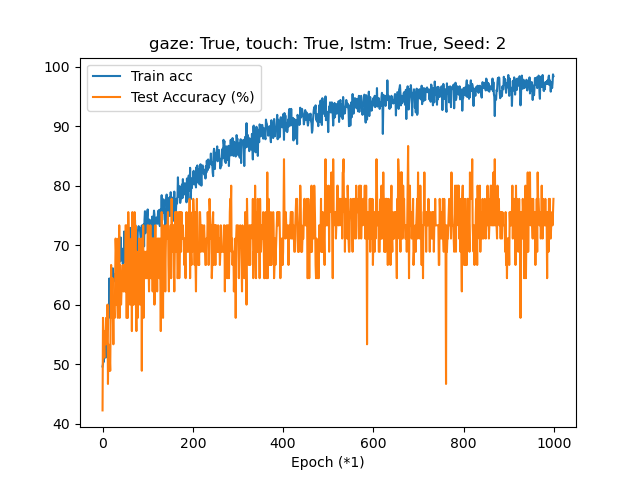 gaze: True, touch: True, lstm: True, Seed: 2
Train acc
Test Accuracy (%)
100
90
80
70
60
50
40
0 200 400 600 800 1000
Epoch (*1)